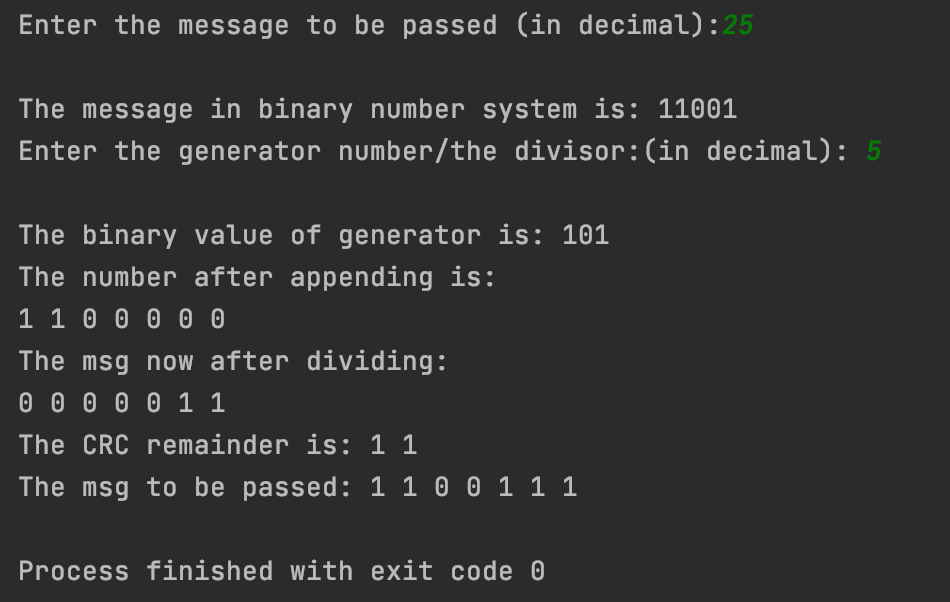 Enter the message to be passed (in decimal):25
The message in binary number system is: 11001
Enter the generator number/the divisor:(in decimal): 5
The binary value of generator is: 101
The number after appending is:
1 1 0 0 0 0 0
The msg now after dividing:
0 0 0 0 0 1 1
The CRC remainder is: 1 1
The msg to be passed: 1 1 0 0 1 1 1
Process finished with exit code 0